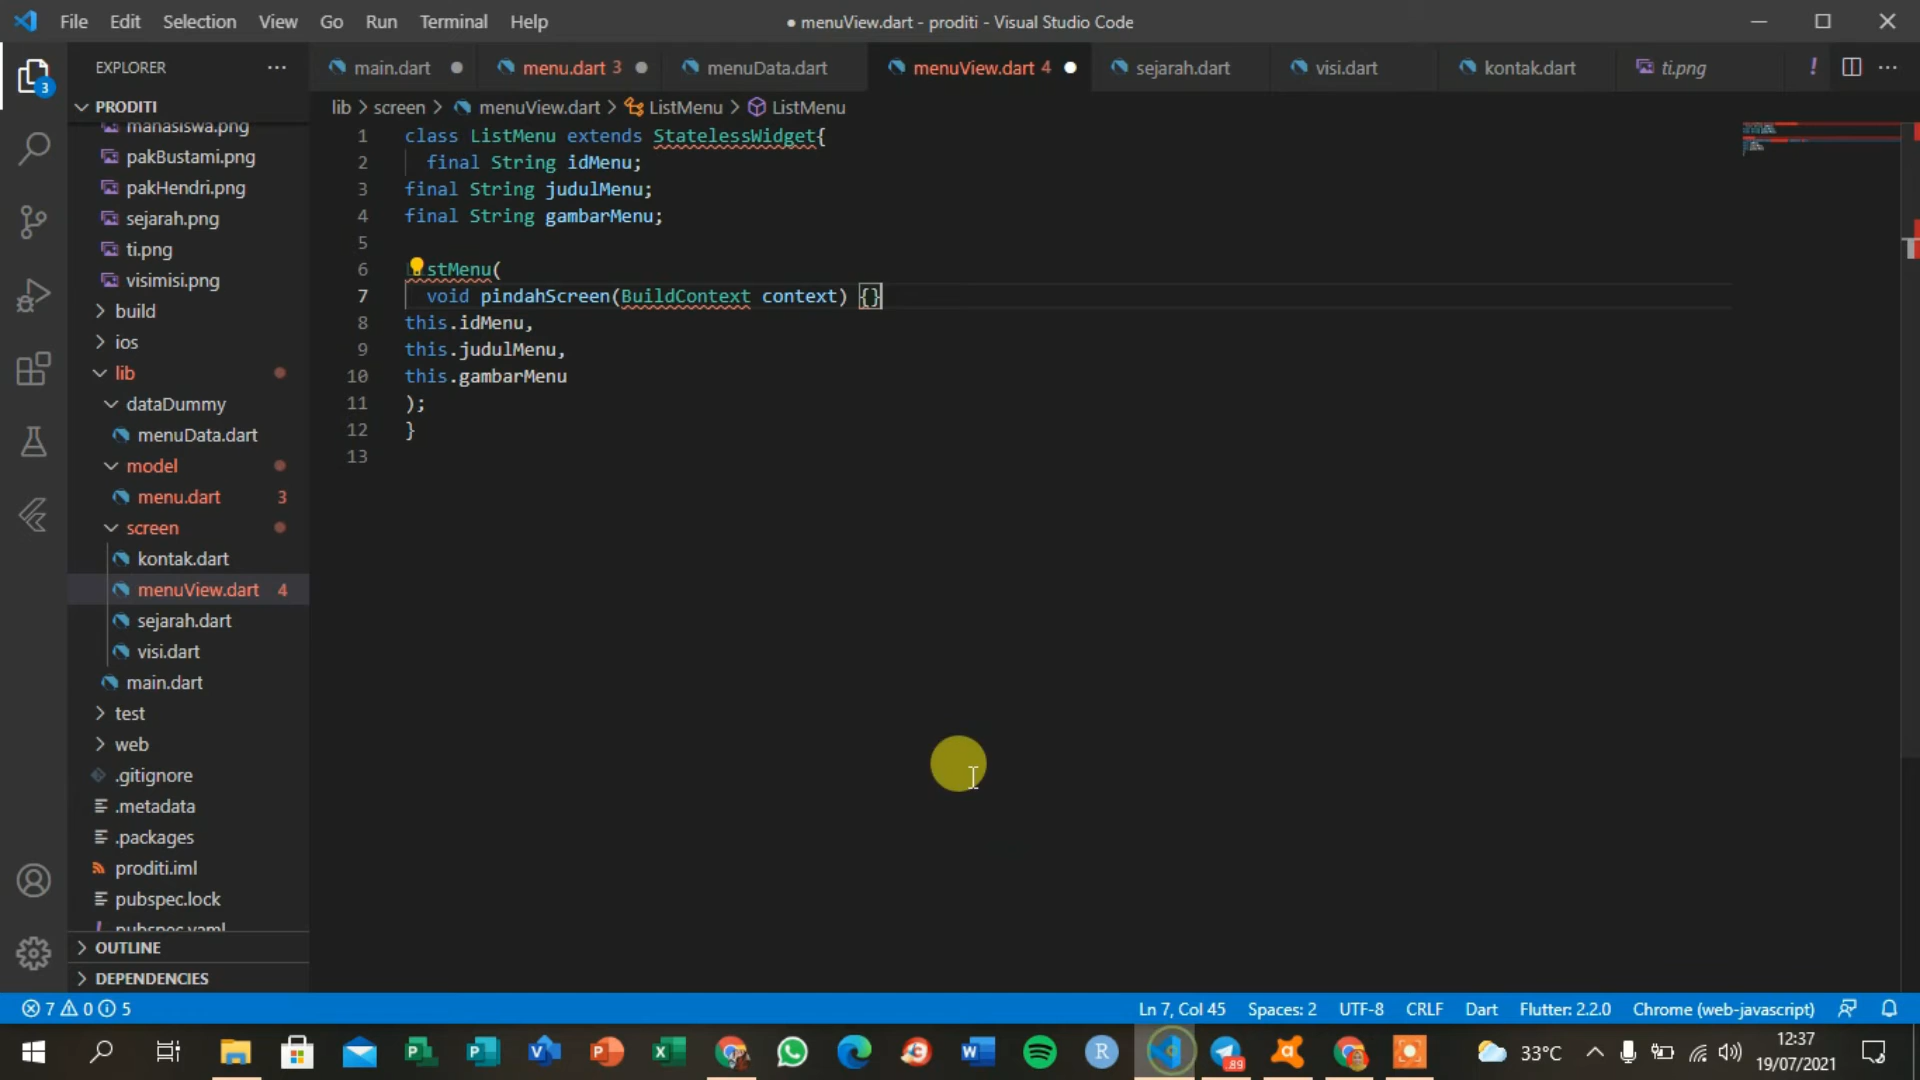 File Edit Selection View Go Run Terminal Help
● menuView.dart - proditi - Visual Studio Code
EXPLORER ···
main.dart ●
menu.dart 3 ●
menuData.dart
menuView.dart 4 ●
sejarah.dart
visi.dart
kontak.dart
ti.png
!
···
lib > screen > menuView.dart > ListMenu > ListMenu
3
PRODITI
mahasiswa.png
pakBustami.png
pakHendri.png
sejarah.png
ti.png
visimisi.png
build
ios
lib
dataDummy
menuData.dart
model
menu.dart 3
screen
kontak.dart
menuView.dart 4
sejarah.dart
visi.dart
main.dart
test
web
.gitignore
.metadata
.packages
proditi.iml
pubspec.lock
! pubspec.yaml
OUTLINE
DEPENDENCIES
1 class ListMenu extends StatelessWidget{
2 final String idMenu;
3 final String judulMenu;
4 final String gambarMenu;
5
6 stMenu(
7 void pindahScreen(BuildContext context) {}
8 this.idMenu,
9 this.judulMenu,
10 this.gambarMenu
11 );
12 }
13
7 0 5
Ln 7, Col 45 Spaces: 2 UTF-8 CRLF Dart Flutter: 2.2.0 Chrome (web-javascript)
89
33°C
12:37
19/07/2021